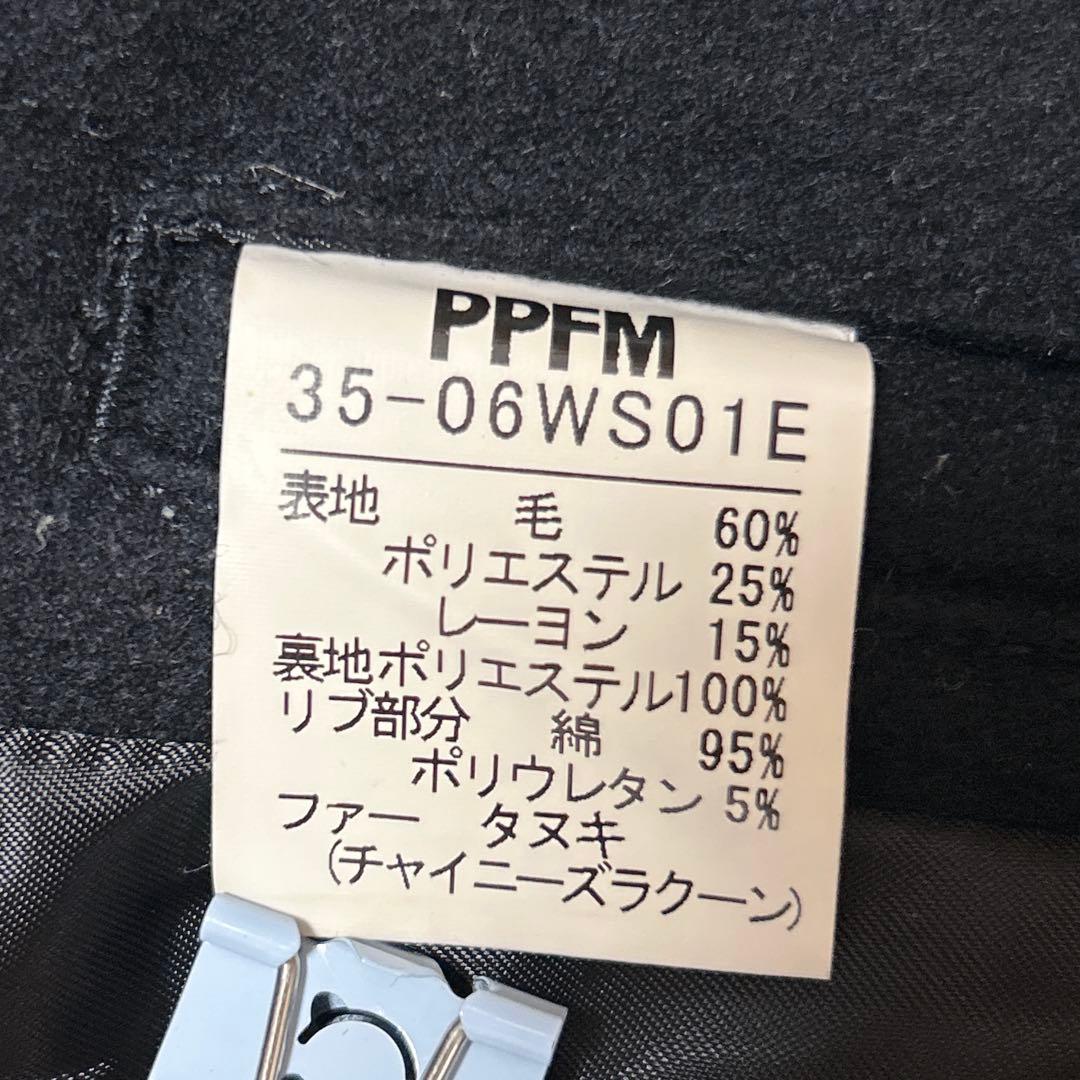 PPFM
35-06WS01E
表地 毛 60%
ポリエステル 25%
レーヨン 15%
裏地ポリエステル100%
リブ部分 綿 95%
ポリウレタン 5%
ファー タヌキ
(チャイニーズラクーン)